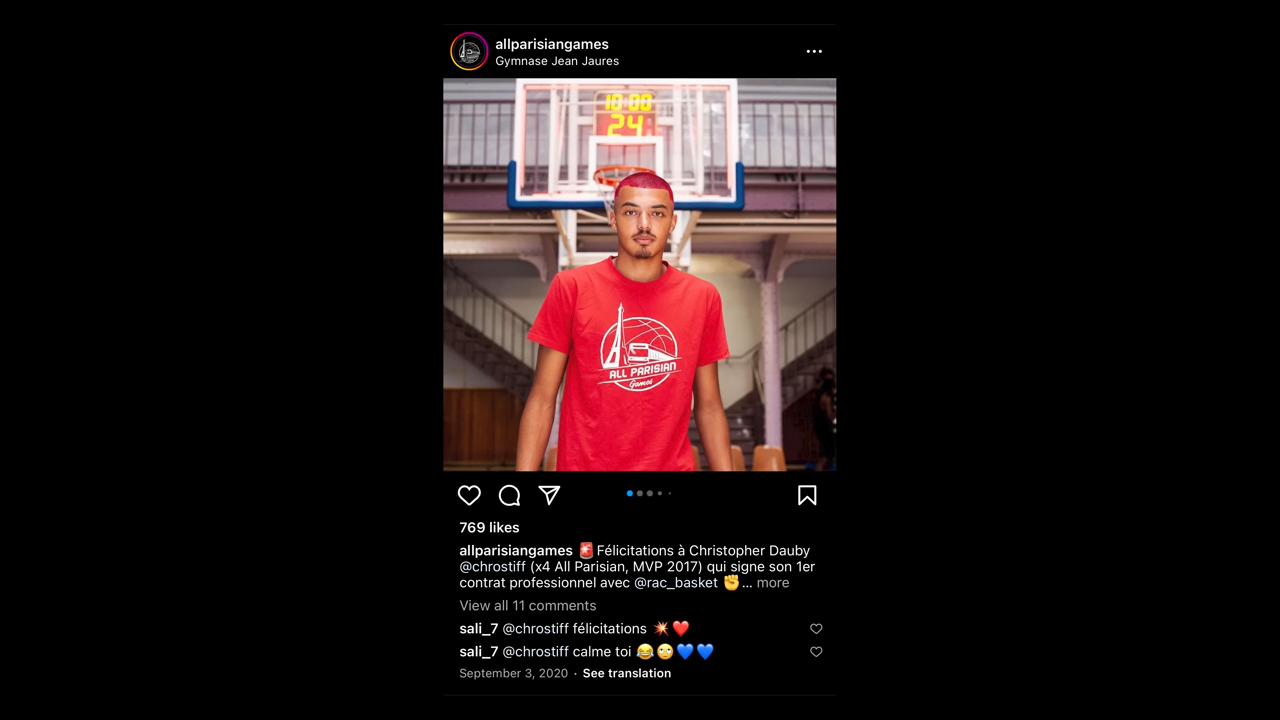 allparisiangames
Gymnase Jean Jaures
10:00
24
ALL PARISIAN
Games
769 likes
allparisiangames 🚨Félicitations à Christopher Dauby
@chrostiff (x4 All Parisian, MVP 2017) qui signe son 1er
contrat professionnel avec @rac_basket ✊... more
View all 11 comments
sali_7 @chrostiff félicitations 💥❤️
sali_7 @chrostiff calme toi 😂🙄💙💙
September 3, 2020 · See translation